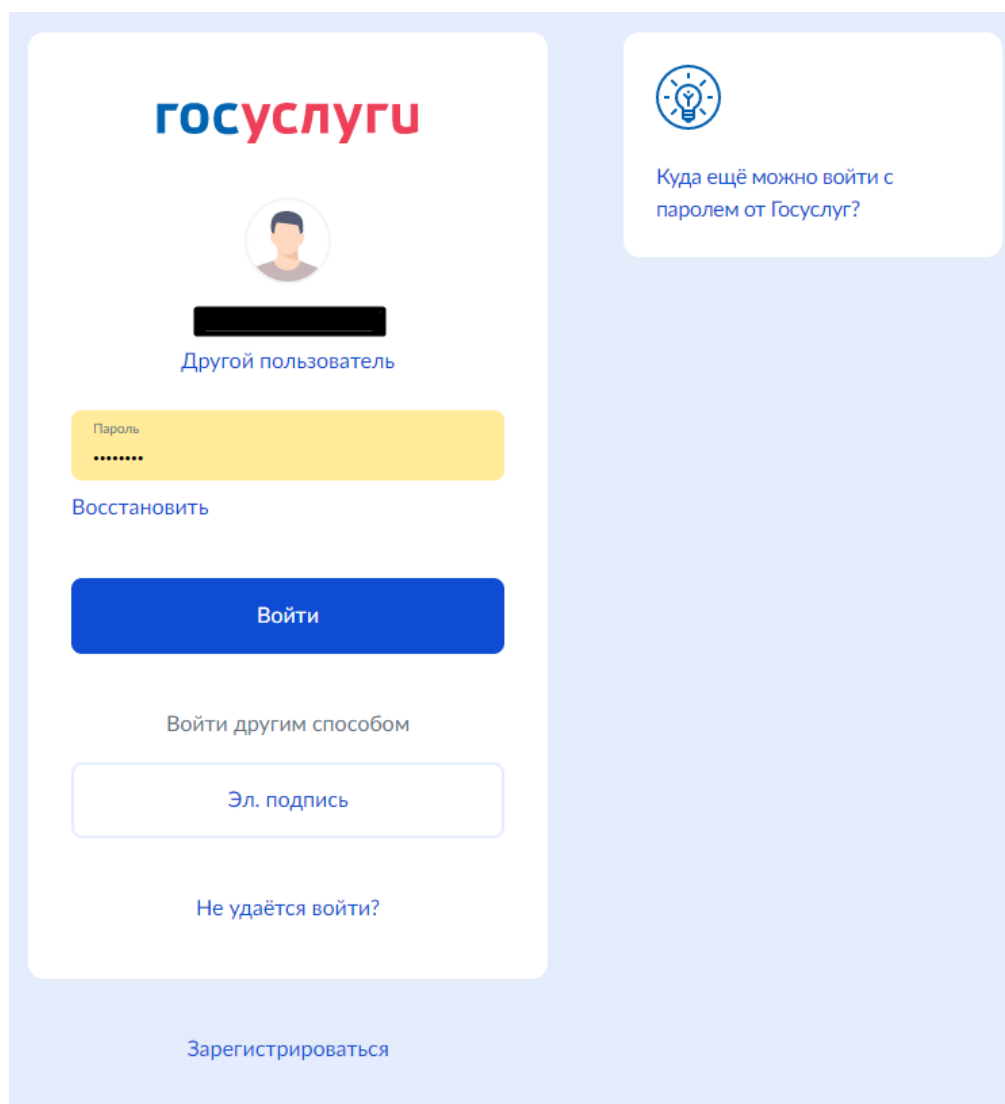 госуслуги
Другой пользователь
Пароль
••••••••
Восстановить
Войти
Войти другим способом
Эл. подпись
Не удаётся войти?
Зарегистрироваться
Куда ещё можно войти с
паролем от Госуслуг?